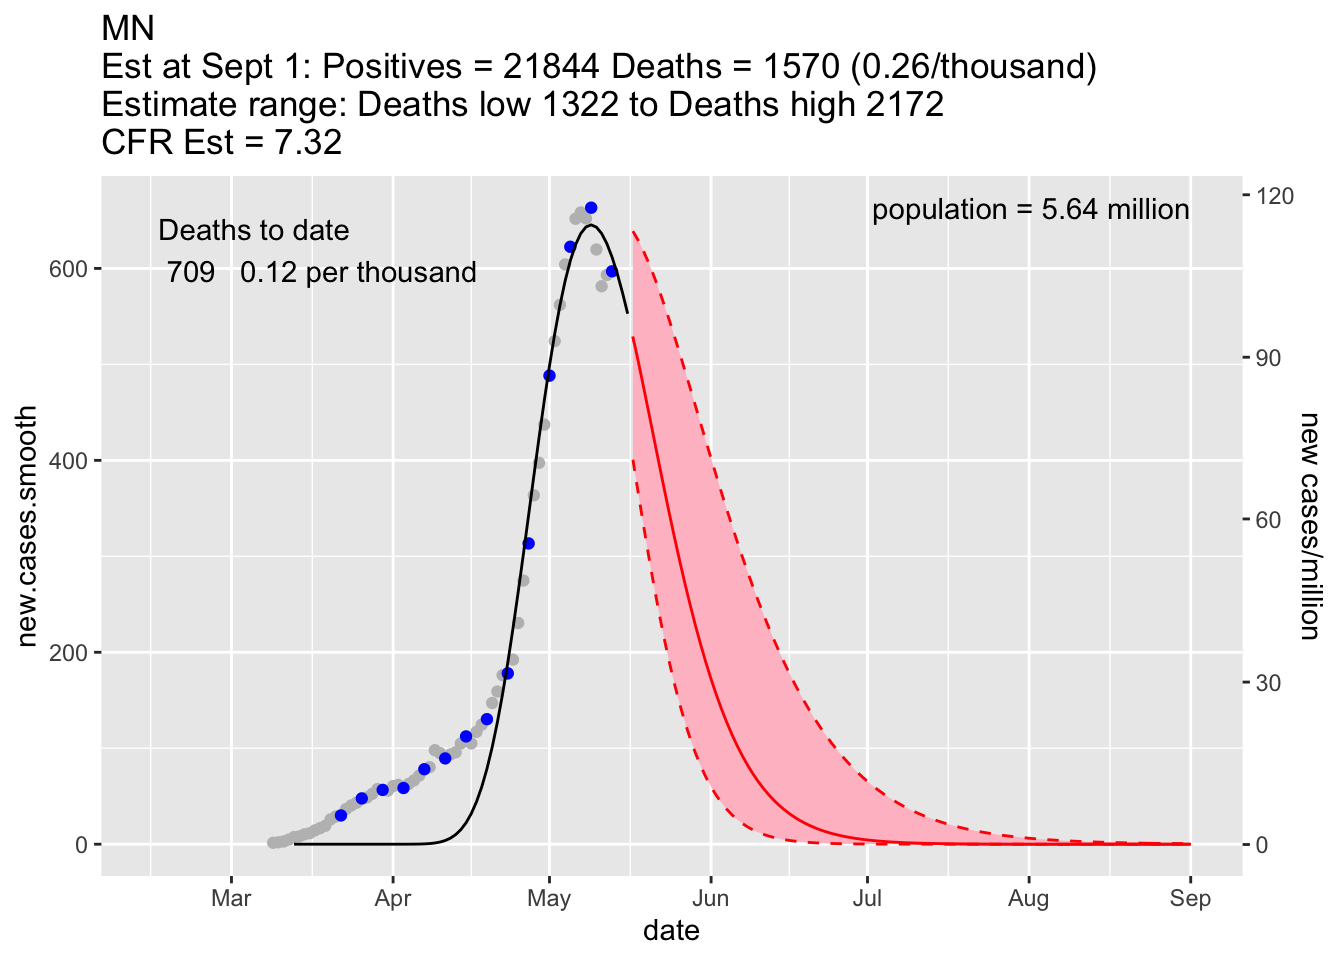 MN
Est at Sept 1: Positives = 21844 Deaths = 1570 (0.26/thousand)
Estimate range: Deaths low 1322 to Deaths high 2172
CFR Est = 7.32
Deaths to date
709 0.12 per thousand
population = 5.64 million
600
400
200
0
new.cases.smooth
120
90
60
30
0
new cases/million
Mar Apr May Jun Jul Aug Sep
date